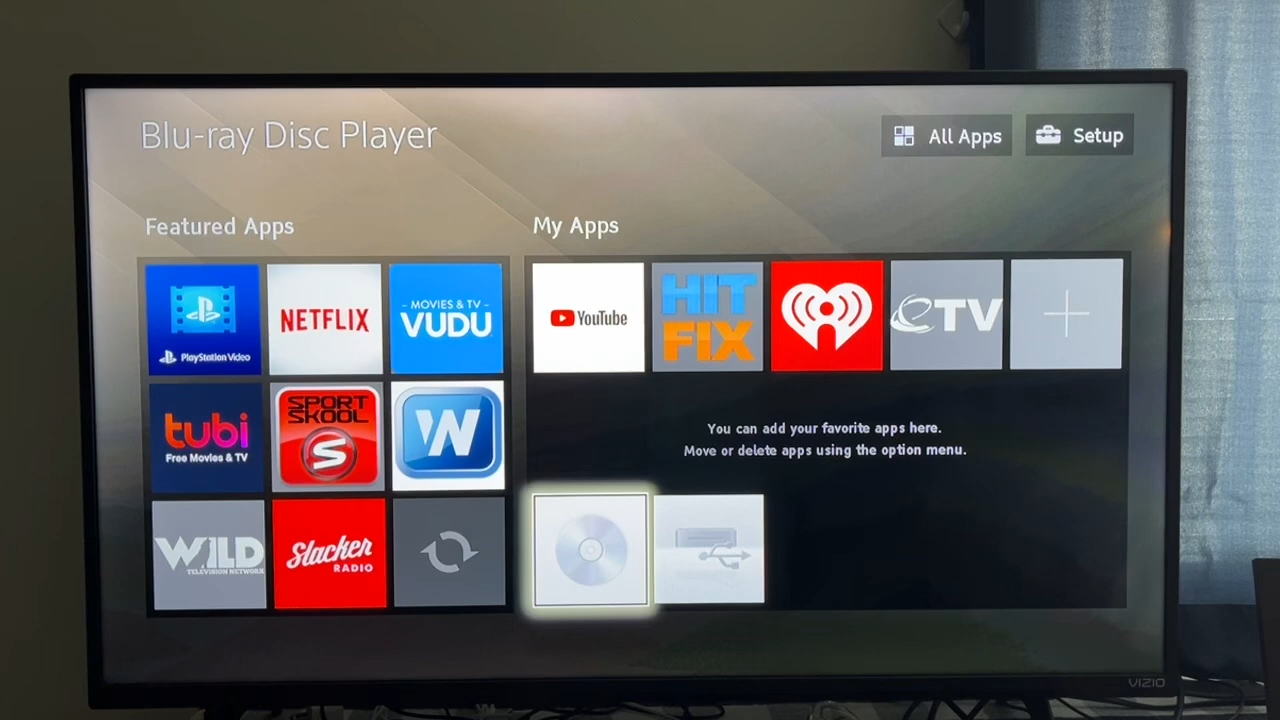 Blu-ray Disc Player
All Apps
Setup
Featured Apps
My Apps
PlayStation Video
NETFLIX
- MOVIES & TV -
VUDU
YouTube
HIT
FIX
eTV
tubi
Free Movies & TV
SPORT
SKOOL
S
W
You can add your favorite apps here.
Move or delete apps using the option menu.
WILD
TELEVISION NETWORK
Slacker
RADIO
VIZIO